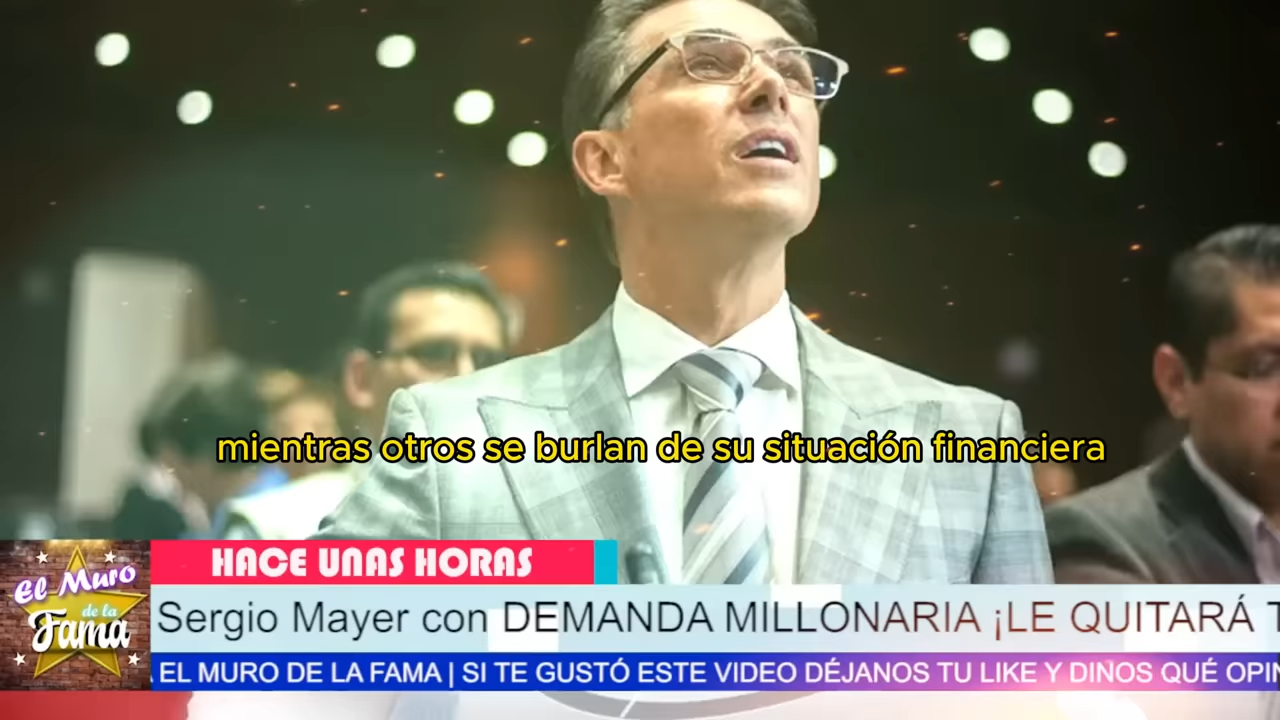 mientras otros se burlan de su situación financiera
HACE UNAS HORAS
El Muro
de la
Fama
Sergio Mayer con DEMANDA MILLONARIA ¡LE QUITARÁ
EL MURO DE LA FAMA | SI TE GUSTÓ ESTE VIDEO DÉJANOS TU LIKE Y DINOS QUÉ